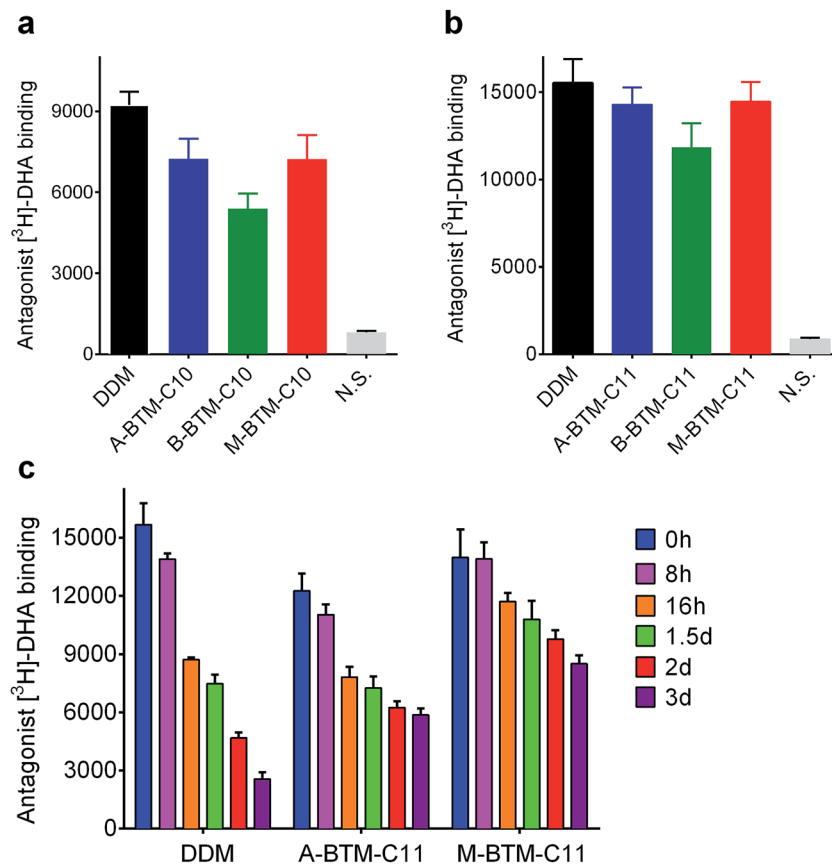 a
Antagonist [³H]-DHA binding
9000
6000
3000
0
DDM
A-BTM-C10
B-BTM-C10
M-BTM-C10
N.S.
b
Antagonist [³H]-DHA binding
15000
10000
5000
0
DDM
A-BTM-C11
B-BTM-C11
M-BTM-C11
N.S.
c
Antagonist [³H]-DHA binding
15000
12000
9000
6000
3000
0
DDM
A-BTM-C11
M-BTM-C11
0h
8h
16h
1.5d
2d
3d